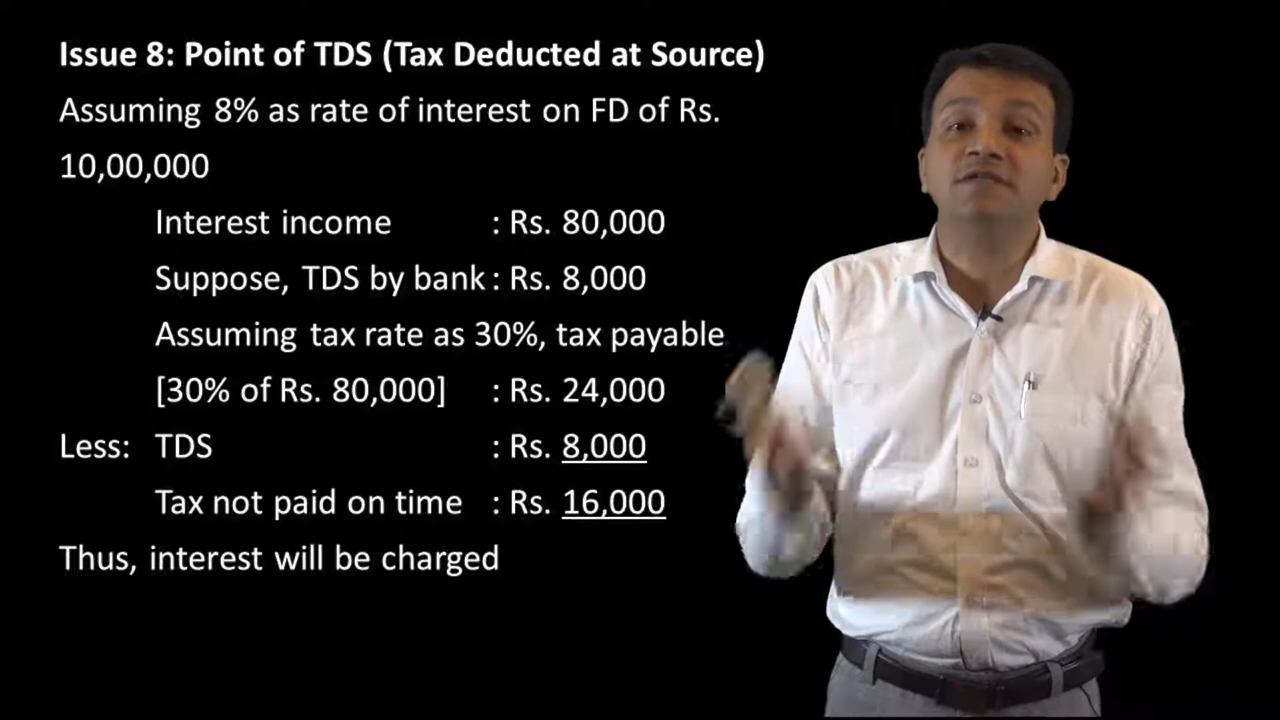 Issue 8: Point of TDS (Tax Deducted at Source)
Assuming 8% as rate of interest on FD of Rs.
10,00,000
Interest income : Rs. 80,000
Suppose, TDS by bank : Rs. 8,000
Assuming tax rate as 30%, tax payable
[30% of Rs. 80,000] : Rs. 24,000
Less: TDS : Rs. 8,000
Tax not paid on time : Rs. 16,000
Thus, interest will be charged